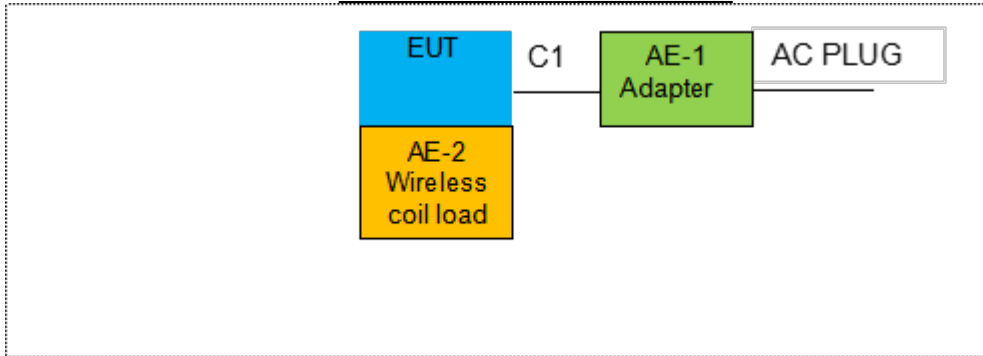 EUT
C1
AE-1
Adapter
AC PLUG
AE-2
Wireless
coil load